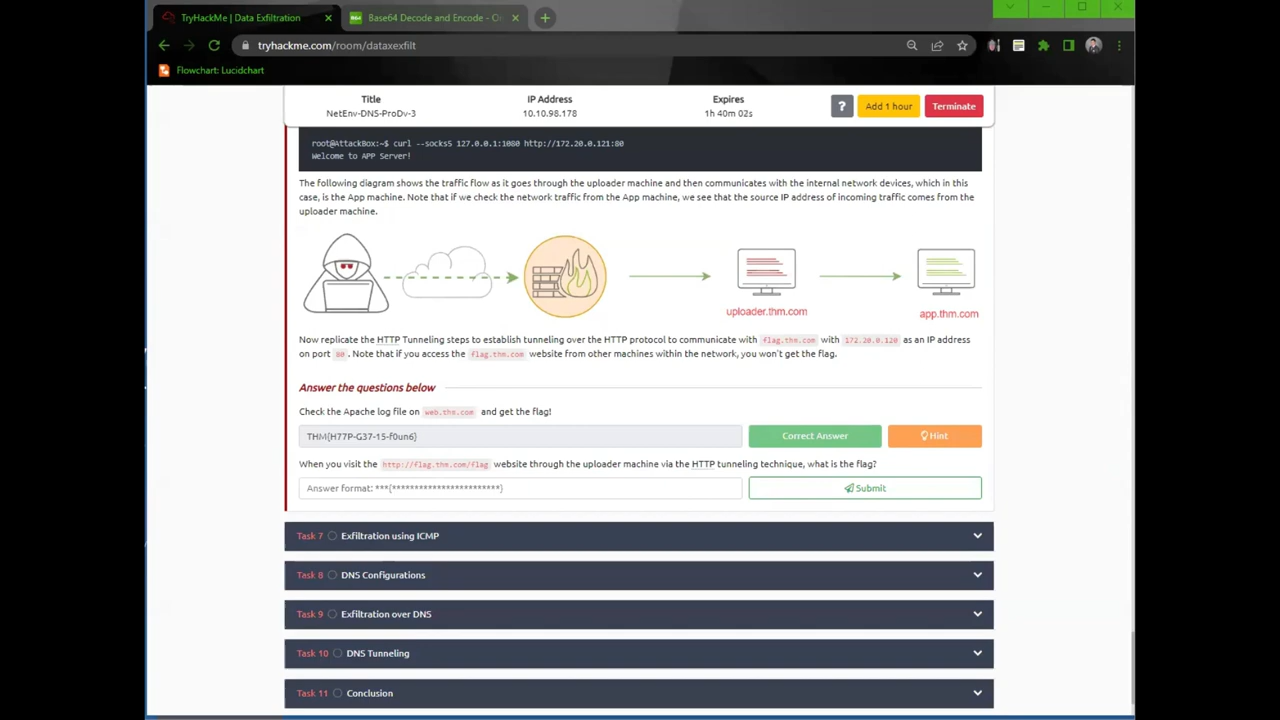 TryHackMe | Data Exfiltration
Base64 Decode and Encode - O
tryhackme.com/room/dataxexfilt
Flowchart: Lucidchart
Title
IP Address
Expires
NetEnv-DNS-ProDv-3
10.10.98.178
1h 40m 02s
?
Add 1 hour
Terminate
root@AttackBox:~$ curl --socks5 127.0.0.1:1080 http://172.20.0.121:80
Welcome to APP Server!
The following diagram shows the traffic flow as it goes through the uploader machine and then communicates with the internal network devices, which in this
case, is the App machine. Note that if we check the network traffic from the App machine, we see that the source IP address of incoming traffic comes from the
uploader machine.
uploader.thm.com
app.thm.com
Now replicate the HTTP Tunneling steps to establish tunneling over the HTTP protocol to communicate with flag.thm.com with 172.20.0.120 as an IP address
on port 80. Note that if you access the flag.thm.com website from other machines within the network, you won't get the flag.
Answer the questions below
Check the Apache log file on web.thm.com and get the flag!
THM{H77P-G37-15-f0un6}
Correct Answer
Hint
When you visit the http://flag.thm.com/flag website through the uploader machine via the HTTP tunneling technique, what is the flag?
Answer format: ***{************************}
Submit
Task 7 Exfiltration using ICMP
Task 8 DNS Configurations
Task 9 Exfiltration over DNS
Task 10 DNS Tunneling
Task 11 Conclusion